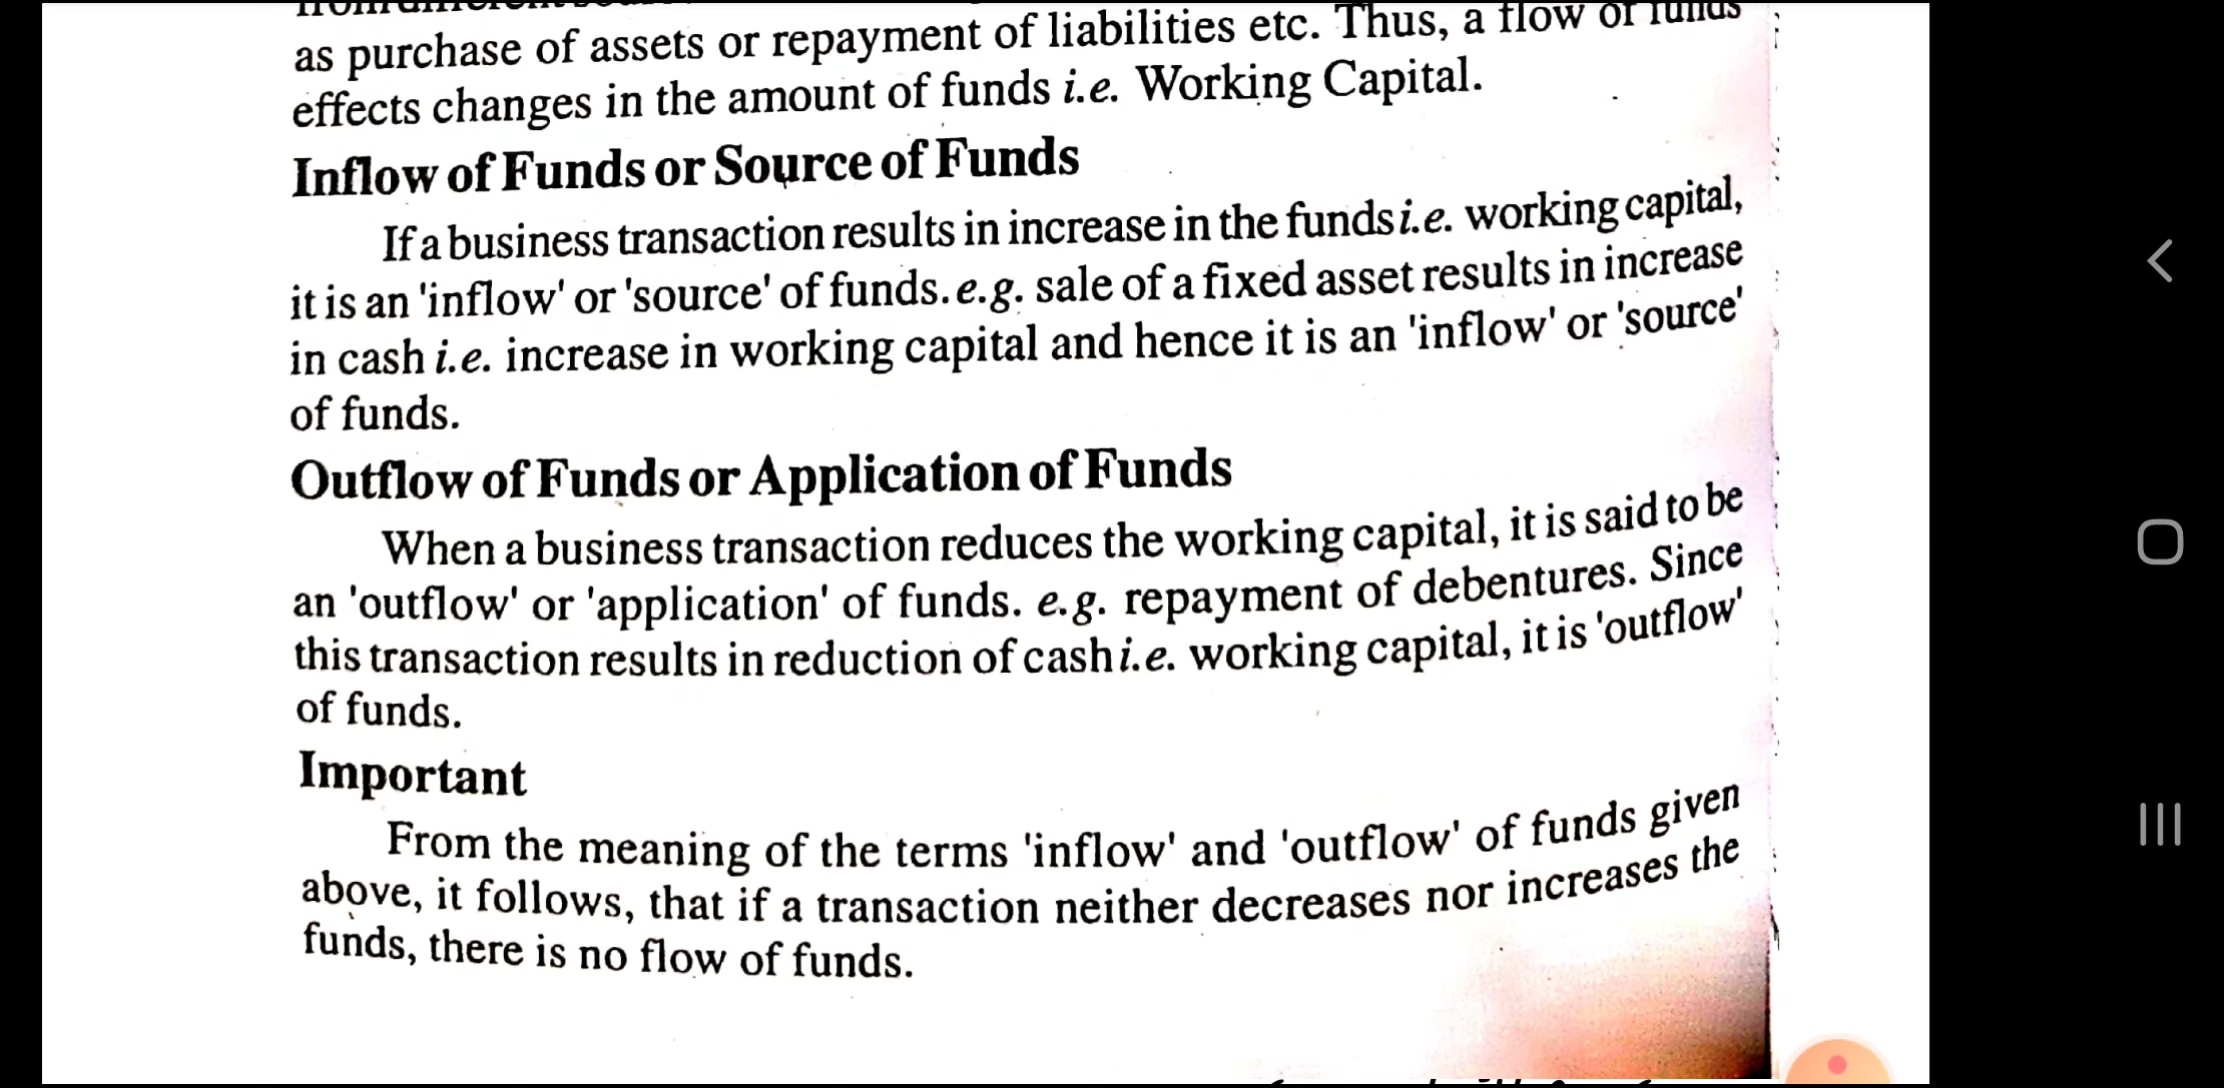 as purchase of assets or repayment of liabilities etc. Thus, a flow of funds
effects changes in the amount of funds i.e. Working Capital.
Inflow of Funds or Source of Funds
If a business transaction results in increase in the funds i.e. working capital,
it is an 'inflow' or 'source' of funds. e.g. sale of a fixed asset results in increase
in cash i.e. increase in working capital and hence it is an 'inflow' or 'source'
of funds.
Outflow of Funds or Application of Funds
When a business transaction reduces the working capital, it is said to be
an 'outflow' or 'application' of funds. e.g. repayment of debentures. Since
this transaction results in reduction of cash i.e. working capital, it is 'outflow'
of funds.
Important
From the meaning of the terms 'inflow' and 'outflow' of funds given
above, it follows, that if a transaction neither decreases nor increases the
funds, there is no flow of funds.